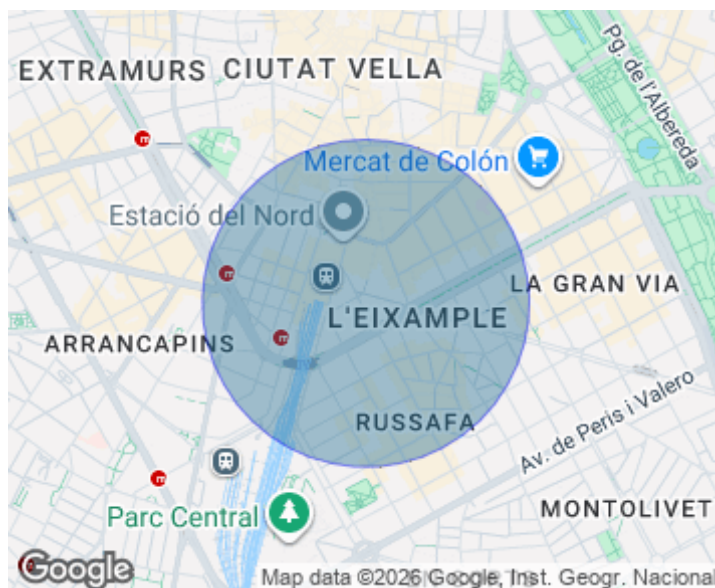 EXTRAMURS
CIUTAT VELLA
Pg. de l'Albereda
Mercat de Colón
Estació del Nord
LA GRAN VIA
L'EIXAMPLE
ARRANCAPINS
RUSSAFA
Av. de Peris i Valero
Parc Central
MONTOLIVET
Google
Map data ©2026 Google, Inst. Geogr. Nacional